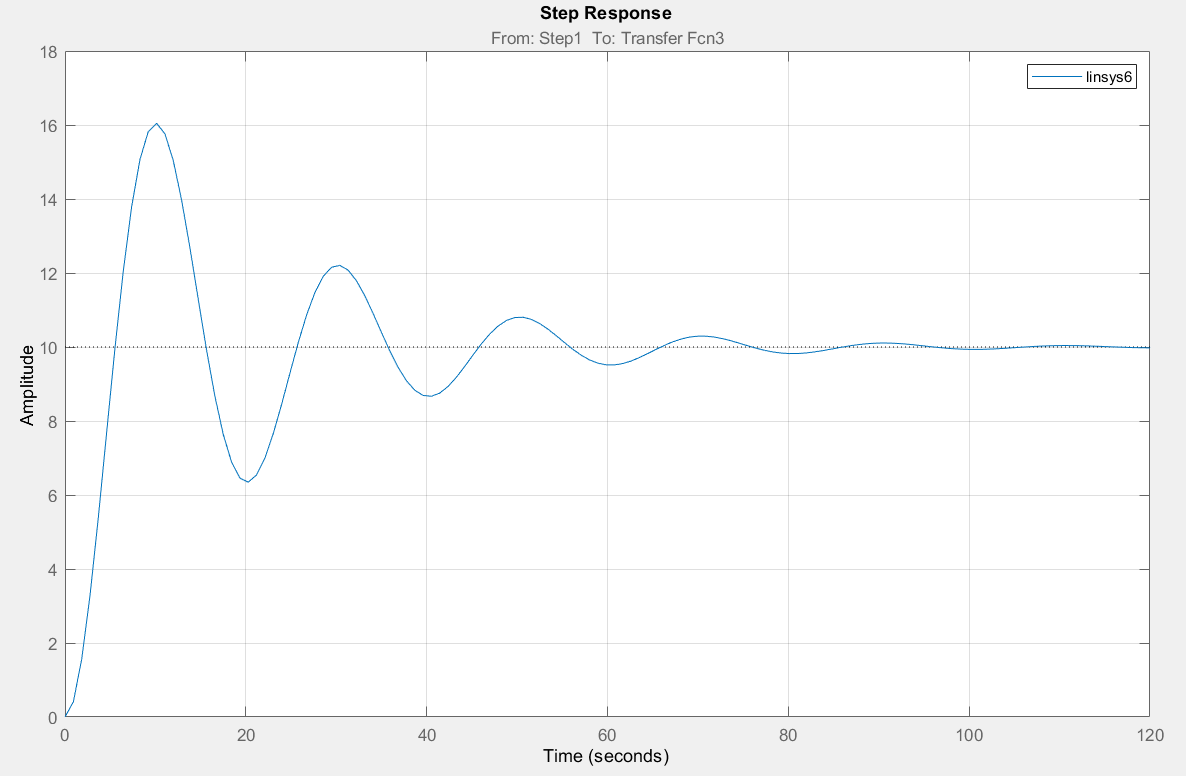 Step Response
From: Step1  To: Transfer Fcn3
linsys6
18
16
14
12
10
8
6
4
2
0
Amplitude
0 20 40 60 80 100 120
Time (seconds)